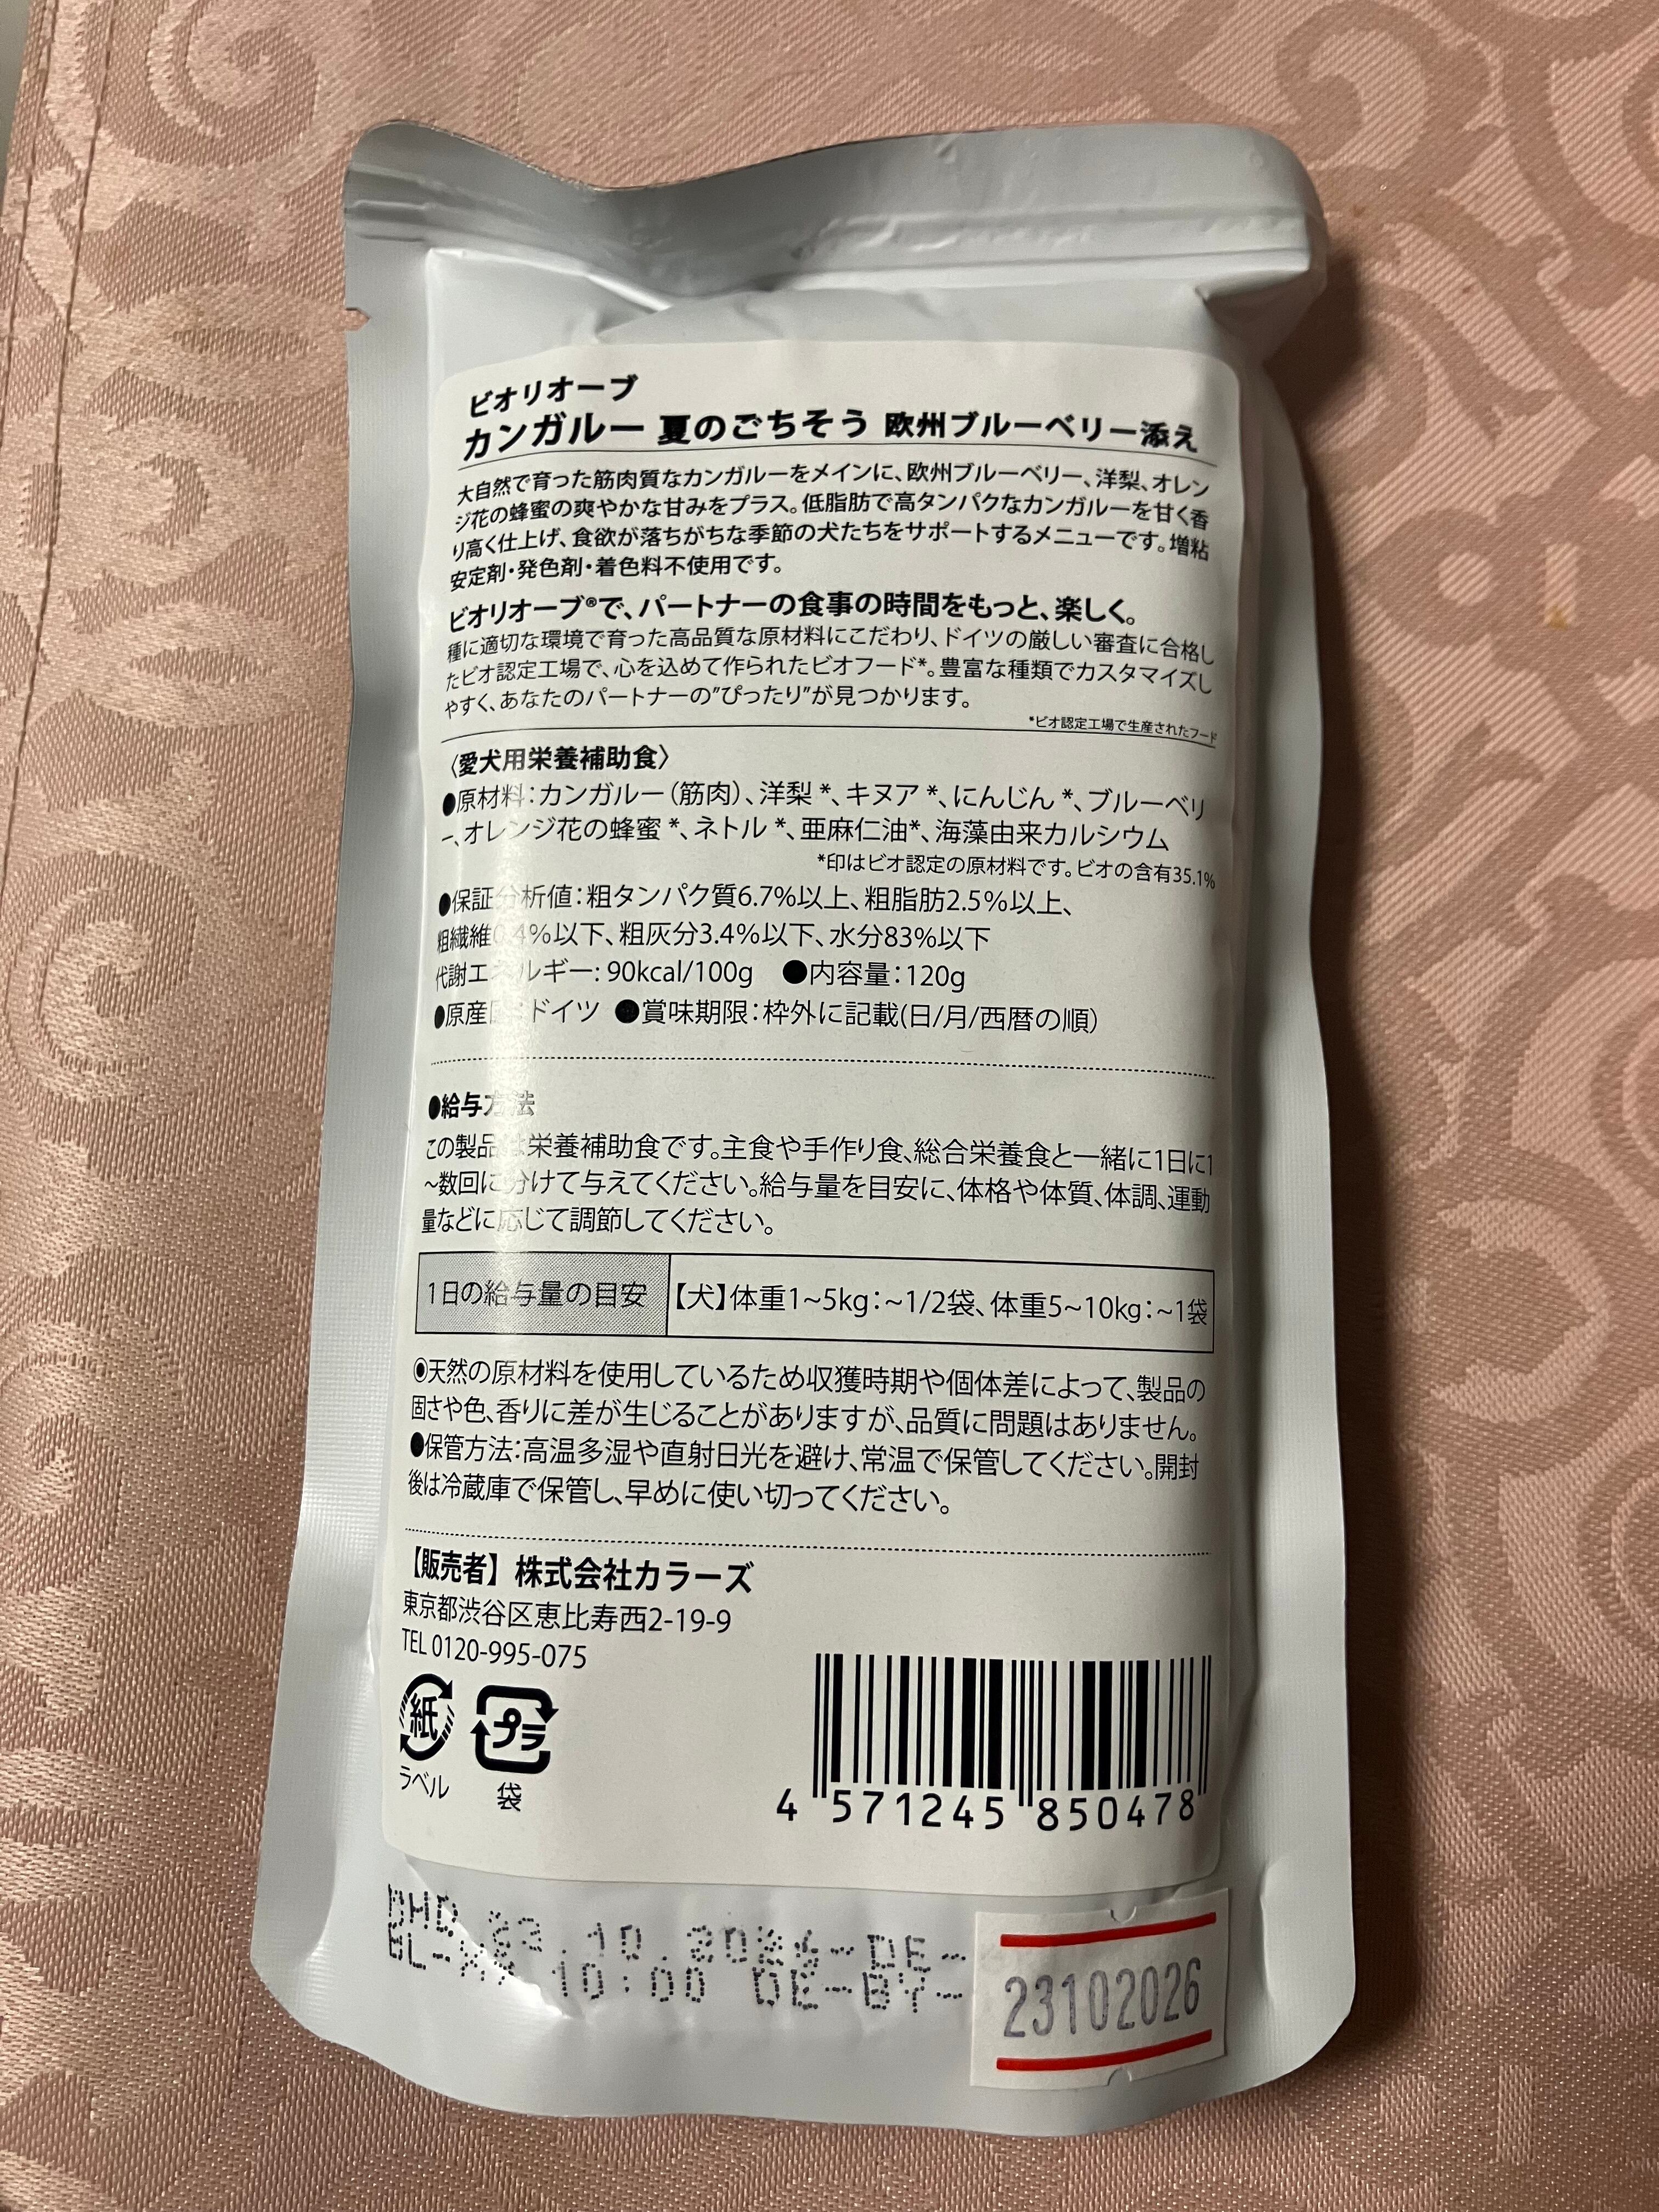 ビオリオーブ
カンガルー 夏のごちそう 欧州ブルーベリー添え
大自然で育った筋肉質なカンガルーをメインに、欧州ブルーベリー、洋梨、オレン
ジ花の蜂蜜の爽やかな甘みをプラス。低脂肪で高タンパクなカンガルーを甘く香
り高く仕上げ、食欲が落ちがちな季節の犬たちをサポートするメニューです。増粘
安定剤・発色剤・着色料不使用です。
ビオリオーブ®で、パートナーの食事の時間をもっと、楽しく。
種に適切な環境で育った高品質な原材料にこだわり、ドイツの厳しい審査に合格し
たビオ認定工場で、心を込めて作られたビオフード*。豊富な種類でカスタマイズし
やすく、あなたのパートナーの"ぴったり"が見つかります。
*ビオ認定工場で生産されたフード
〈愛犬用栄養補助食〉
●原材料：カンガルー（筋肉）、洋梨 *、キヌア *、にんじん *、ブルーベリ
ー、オレンジ花の蜂蜜 *、ネトル *、亜麻仁油*、海藻由来カルシウム
*印はビオ認定の原材料です。ビオの含有35.1%
●保証分析値：粗タンパク質6.7%以上、粗脂肪2.5%以上、
粗繊維0.4%以下、粗灰分3.4%以下、水分83%以下
代謝エネルギー: 90kcal/100g ●内容量：120g
●原産国：ドイツ ●賞味期限：枠外に記載(日/月/西暦の順)
●給与方法
この製品は栄養補助食です。主食や手作り食、総合栄養食と一緒に1日に1
~数回に分けて与えてください。給与量を目安に、体格や体質、体調、運動
量などに応じて調節してください。
1日の給与量の目安 【犬】体重1~5kg：~1/2袋、体重5~10kg：~1袋
◉天然の原材料を使用しているため収獲時期や個体差によって、製品の
固さや色、香りに差が生じることがありますが、品質に問題はありません。
●保管方法：高温多湿や直射日光を避け、常温で保管してください。開封
後は冷蔵庫で保管し、早めに使い切ってください。
【販売者】株式会社カラーズ
東京都渋谷区恵比寿西2-19-9
TEL 0120-995-075
紙 プラ
ラベル 袋
4 571245 850478
.10.2026-DE-
10:00 DE-BY-
23102026